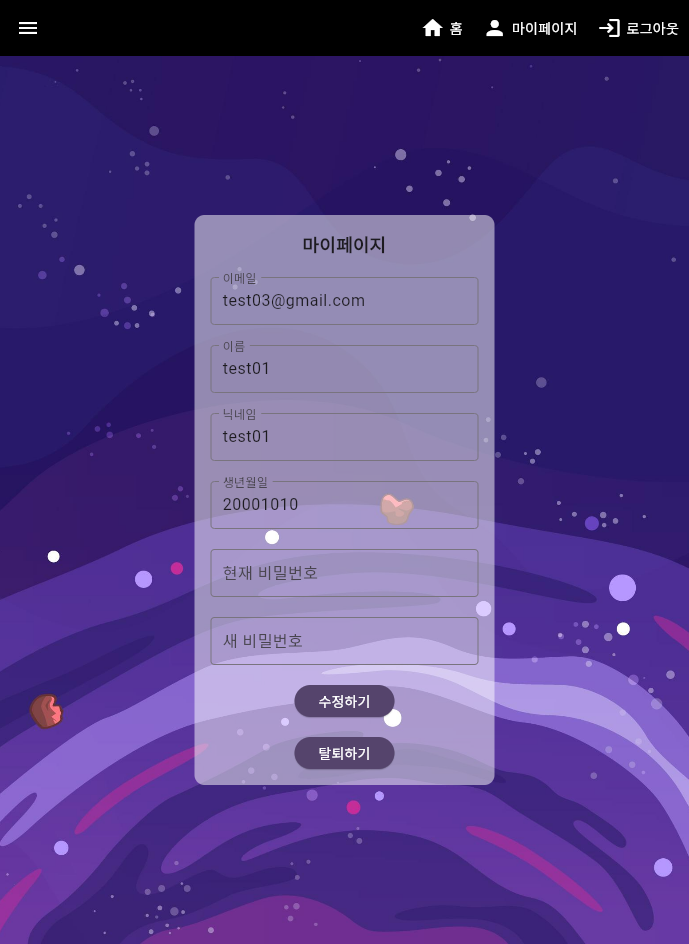 홈
마이페이지
로그아웃
마이페이지
이메일
test03@gmail.com
이름
test01
닉네임
test01
생년월일
20001010
현재 비밀번호
새 비밀번호
수정하기
탈퇴하기